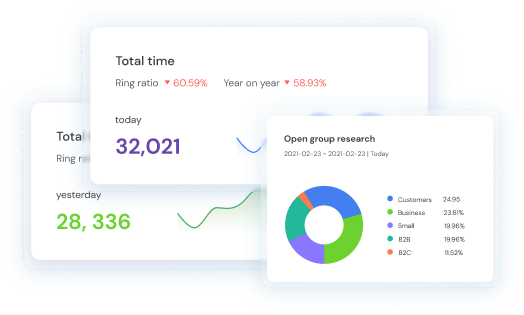 Total time
Ring ratio ▼ 60.59% Year on year ▼ 58.93%
today
32,021
Total
Ring
yesterday
28, 336
Open group research
2021-02-23 ~ 2021-02-23 | Today
Customers 24.95
Business 23.61%
Small 19.96%
B2B 19.96%
B2C 11.52%